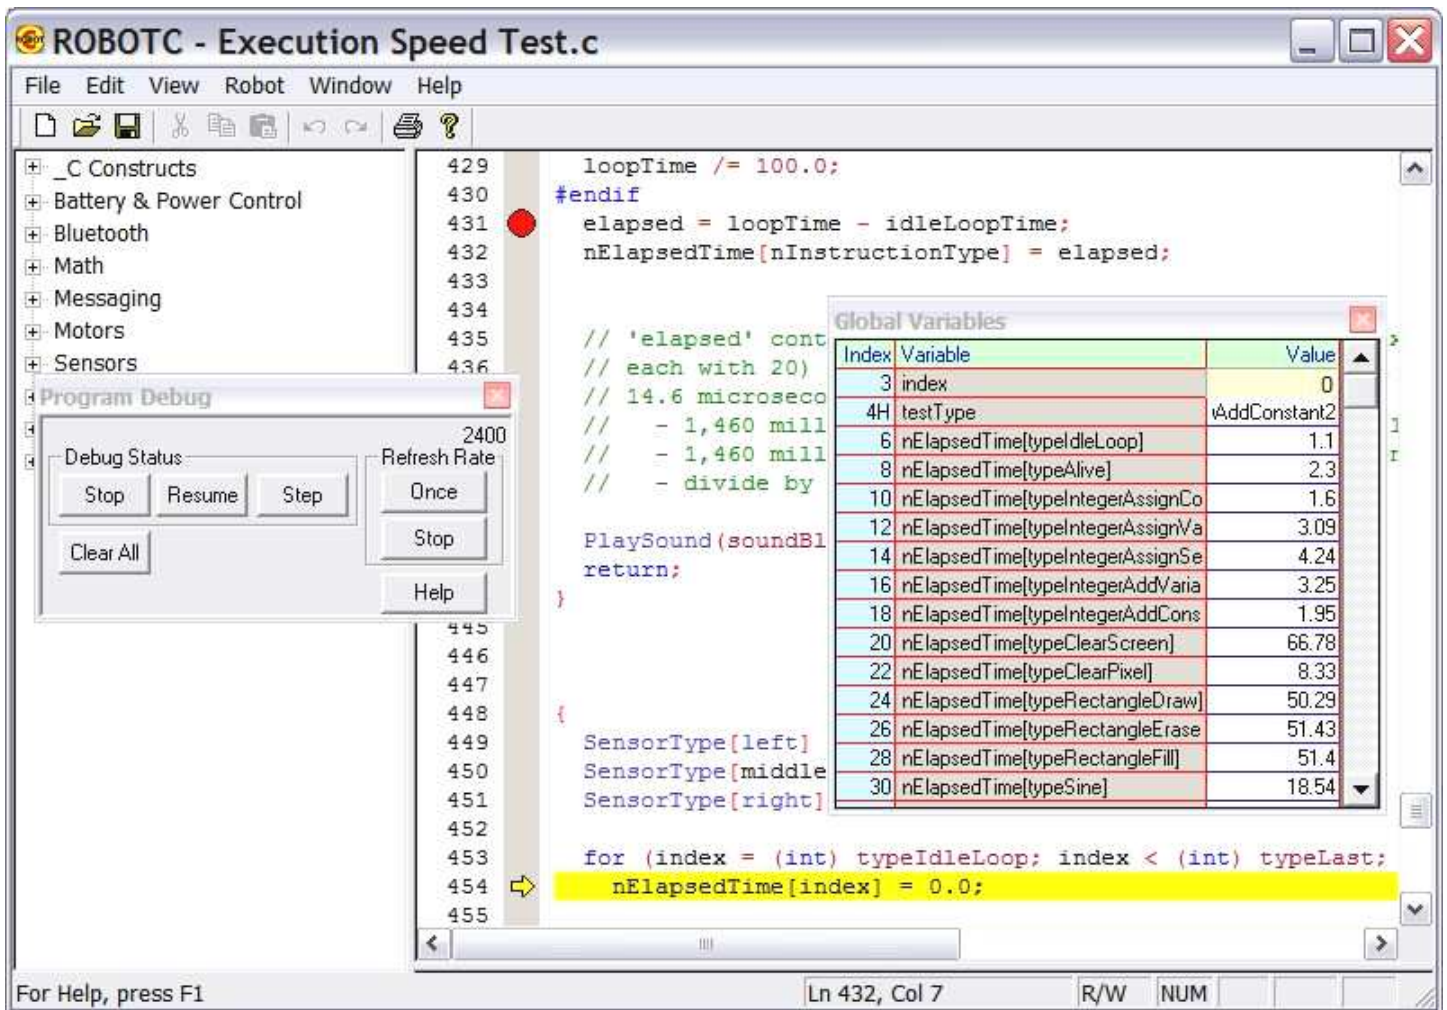 ROBOTC - Execution Speed Test.c
File Edit View Robot Window Help
_C Constructs
Battery & Power Control
Bluetooth
Math
Messaging
Motors
Sensors
429 loopTime /= 100.0;
430 #endif
431 elapsed = loopTime - idleLoopTime;
432 nElapsedTime[nInstructionType] = elapsed;
433
434
435 // 'elapsed' cont
436 // each with 20)
// 14.6 microseco
// - 1,460 mill
// - 1,460 mill
// - divide by
PlaySound(soundBl
return;
}
445
446
447
448 {
449 SensorType[left]
450 SensorType[middle
451 SensorType[right]
452
453 for (index = (int) typeIdleLoop; index < (int) typeLast;
454 nElapsedTime[index] = 0.0;
455
Program Debug
2400
Debug Status
Refresh Rate
Stop Resume Step
Once
Clear All
Stop
Help
Global Variables
Index Variable Value
3 index 0
4H testType AddConstant2
6 nElapsedTime[typeIdleLoop] 1.1
8 nElapsedTime[typeAlive] 2.3
10 nElapsedTime[typeIntegerAssignCo 1.6
12 nElapsedTime[typeIntegerAssignVa 3.09
14 nElapsedTime[typeIntegerAssignSe 4.24
16 nElapsedTime[typeIntegerAddVaria 3.25
18 nElapsedTime[typeIntegerAddCons 1.95
20 nElapsedTime[typeClearScreen] 66.78
22 nElapsedTime[typeClearPixel] 8.33
24 nElapsedTime[typeRectangleDraw] 50.29
26 nElapsedTime[typeRectangleErase 51.43
28 nElapsedTime[typeRectangleFill] 51.4
30 nElapsedTime[typeSine] 18.54
For Help, press F1
Ln 432, Col 7
R/W NUM